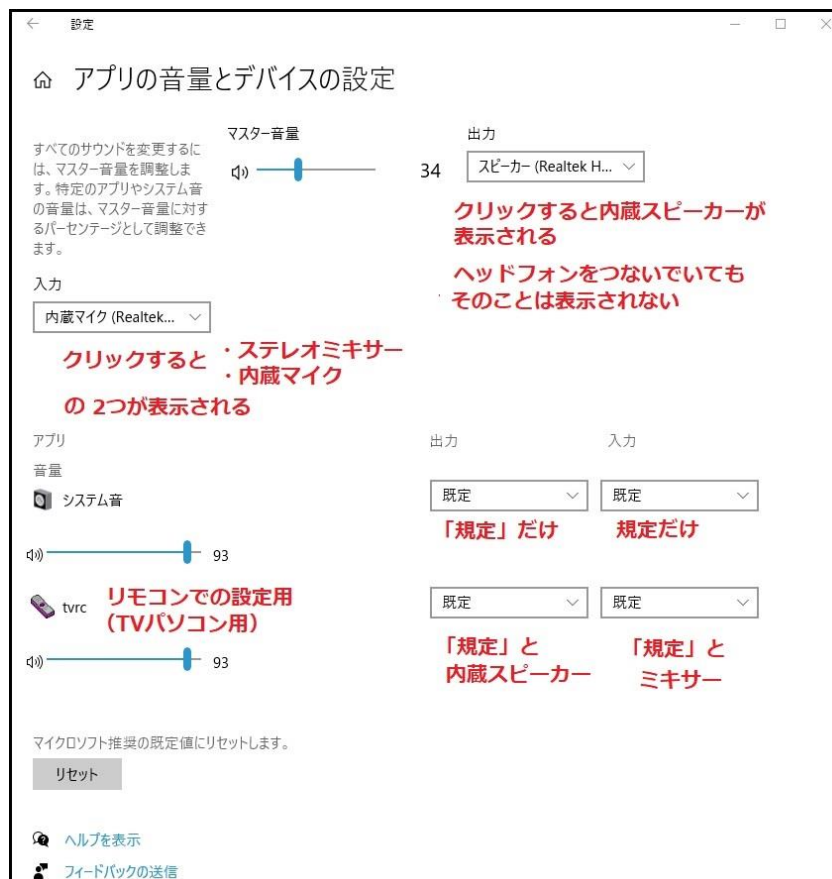 設定
アプリの音量とデバイスの設定
すべてのサウンドを変更するに
は、マスター音量を調整しま
す。特定のアプリやシステム音
の音量は、マスター音量に対す
るパーセンテージとして調整でき
ます。
マスター音量
34
出力
スピーカー (Realtek H...
クリックすると内蔵スピーカーが
表示される
ヘッドフォンをつないでいても
そのことは表示されない
入力
内蔵マイク (Realtek...
クリックすると ・ステレオミキサー
・内蔵マイク
の 2つが表示される
アプリ
出力
入力
音量
システム音
既定
既定
「規定」だけ
規定だけ
93
tvrc
リモコンでの設定用
（TVパソコン用）
既定
既定
「規定」と
内蔵スピーカー
「規定」と
ミキサー
93
マイクロソフト推奨の既定値にリセットします。
リセット
ヘルプを表示
フィードバックの送信